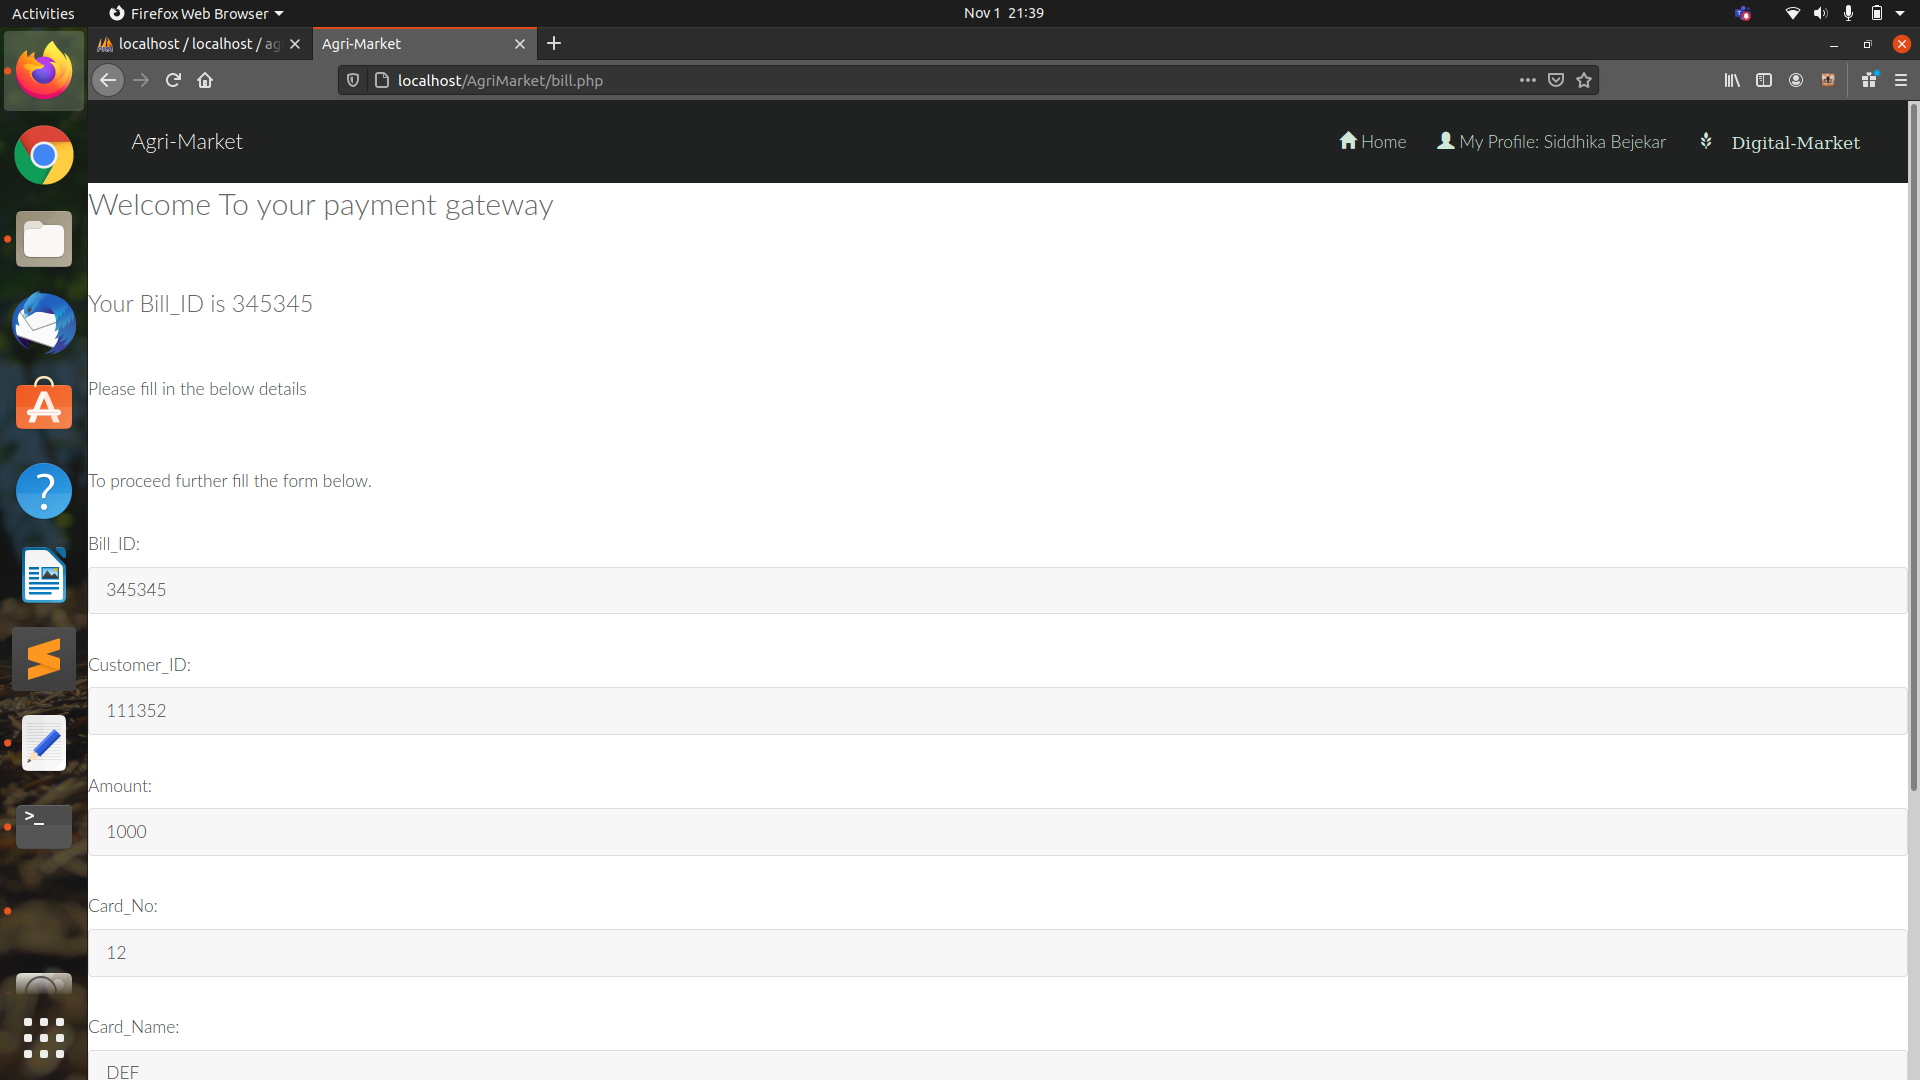 Activities
Firefox Web Browser
Nov 1 21:39
localhost / localhost / ag
Agri-Market
localhost/AgriMarket/bill.php
Agri-Market
Home
My Profile: Siddhika Bejekar
Digital-Market
Welcome To your payment gateway
Your Bill_ID is 345345
Please fill in the below details
To proceed further fill the form below.
Bill_ID:
345345
Customer_ID:
111352
Amount:
1000
Card_No:
12
Card_Name:
DEF